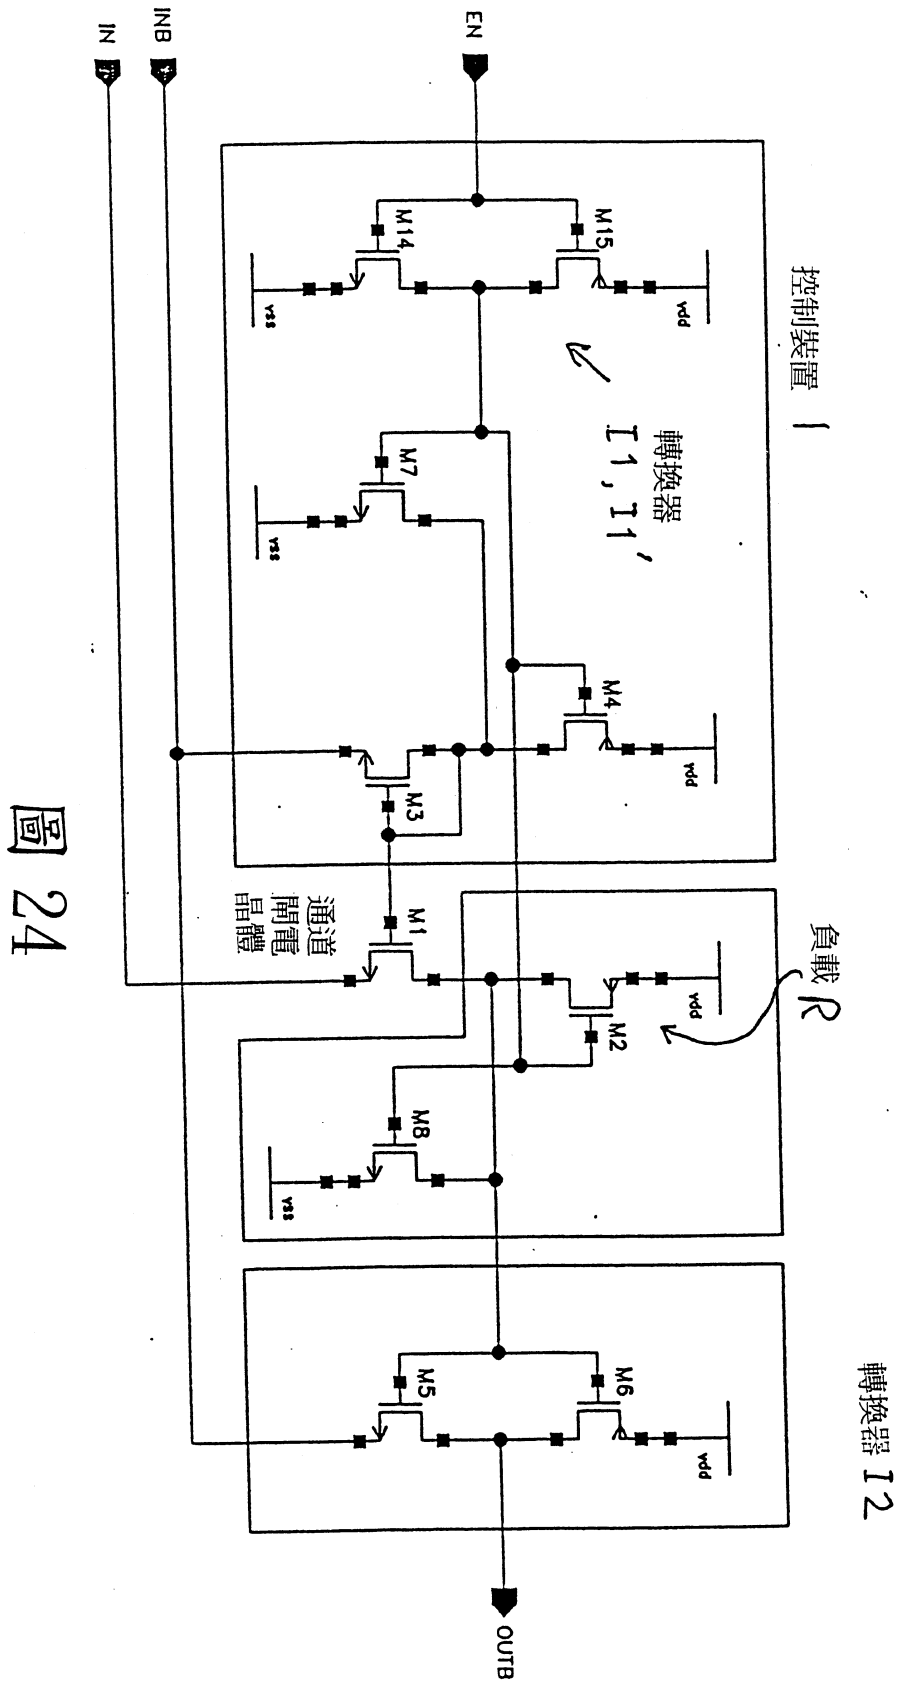 控制裝置 1
負載 R
轉換器 I2
vdd
vdd
vdd
vdd
轉換器
I1, I1'
M15
M4
M2
M6
EN
OUTB
M14
M7
M3
M1
M8
M5
通道
閘電
晶體
vss
vss
vss
INB
IN
圖 24